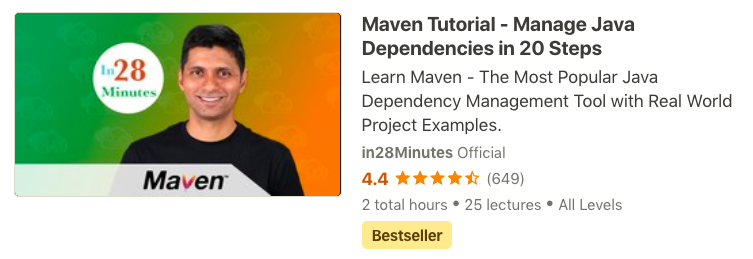 In28
Minutes
Maven™
Maven Tutorial - Manage Java
Dependencies in 20 Steps
Learn Maven - The Most Popular Java
Dependency Management Tool with Real World
Project Examples.
in28Minutes Official
4.4 (649)
2 total hours • 25 lectures • All Levels
Bestseller